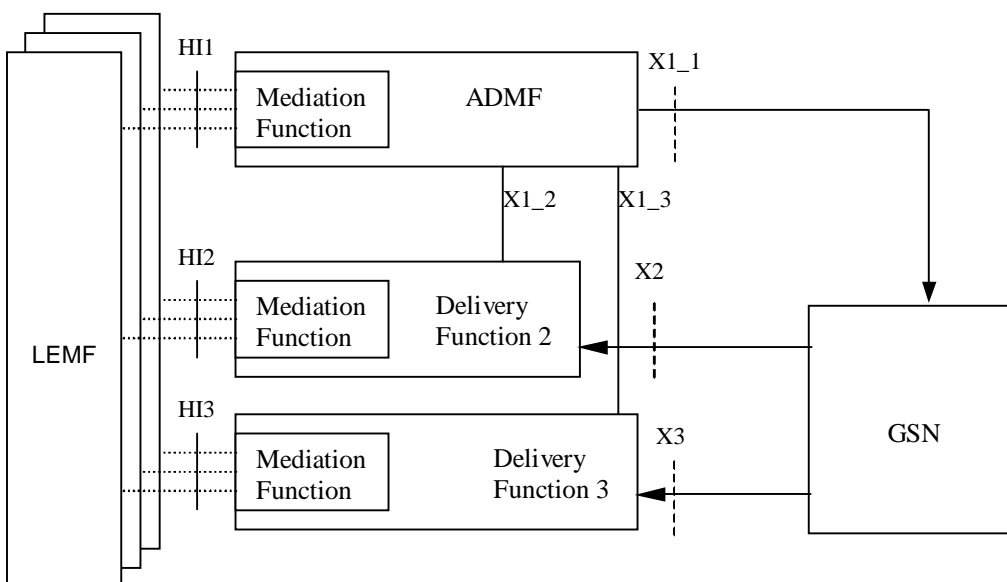 HI1
X1_1
Mediation
Function
ADMF
X1_2
X1_3
HI2
X2
Mediation
Function
Delivery
Function 2
LEMF
HI3
X3
GSN
Mediation
Function
Delivery
Function 3